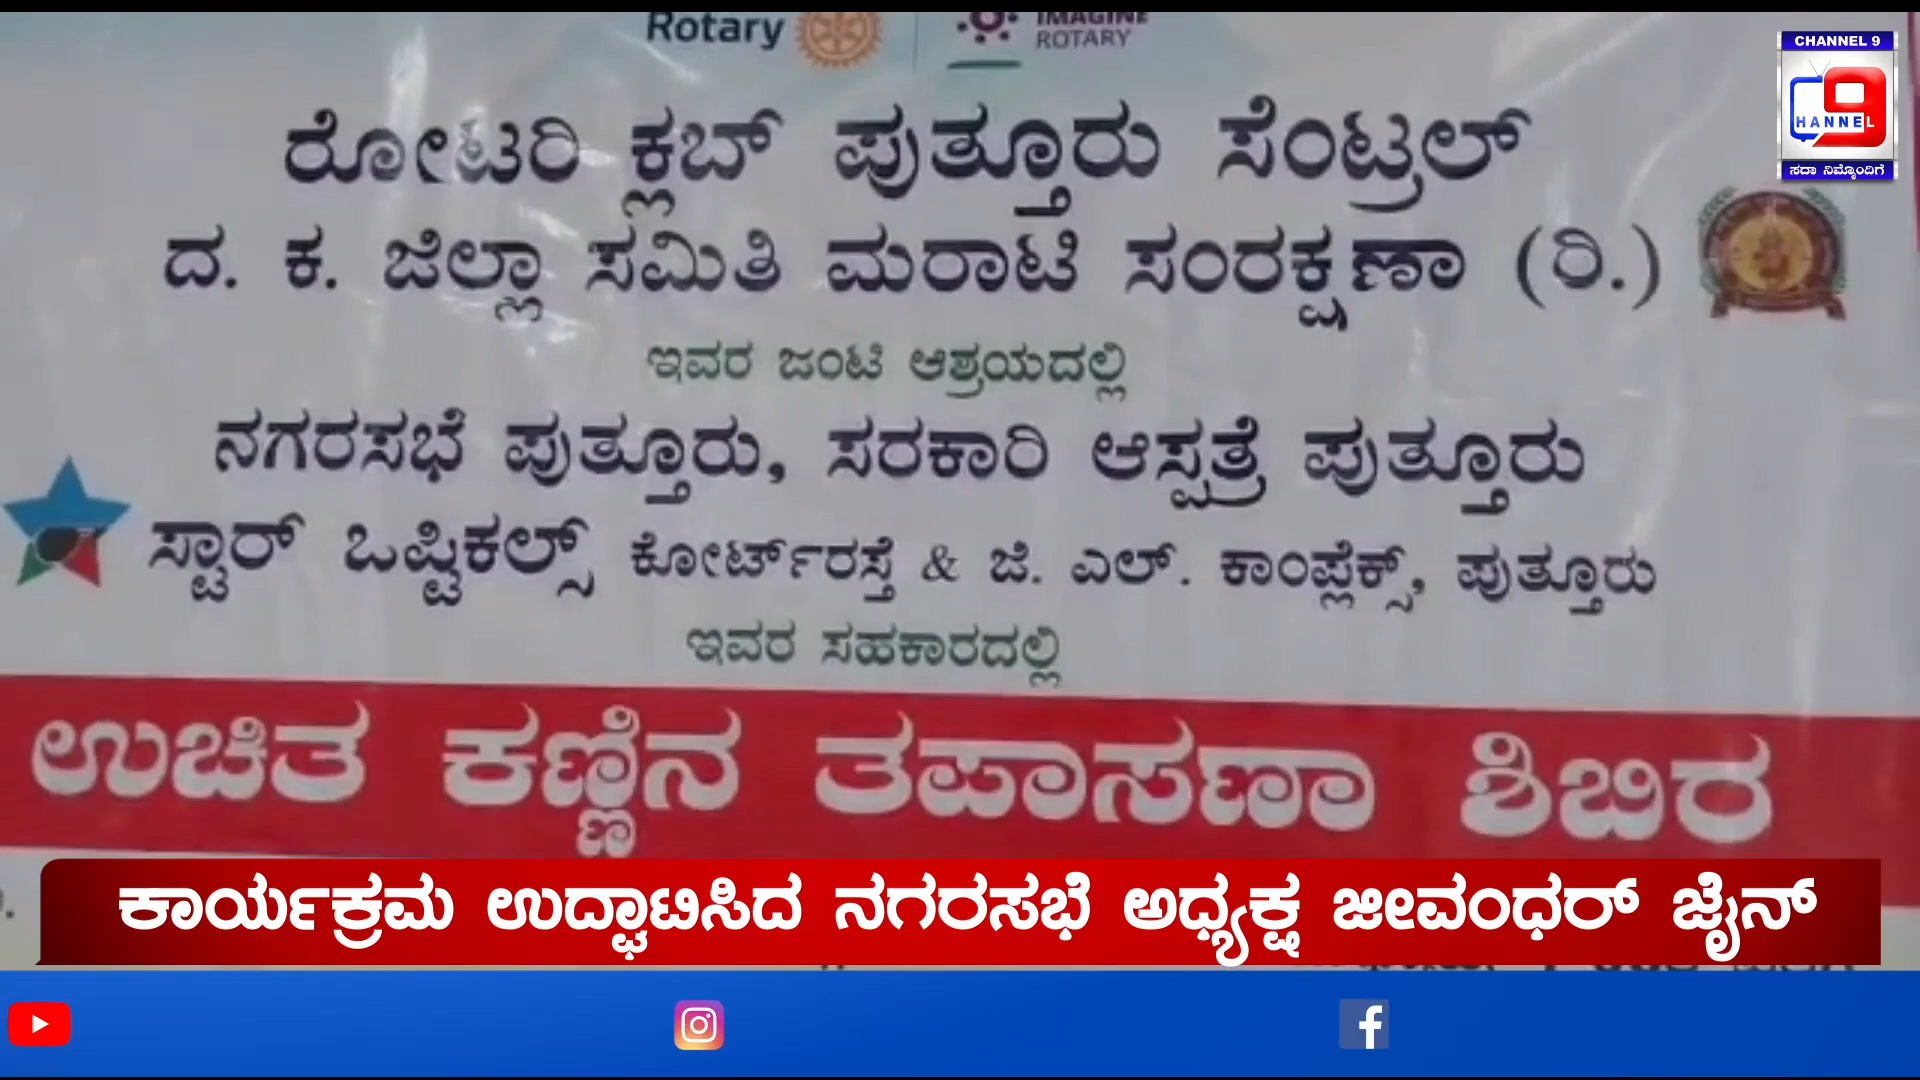 Rotary
IMAGINE
ROTARY
CHANNEL 9
9
HANNEL
ಸದಾ ನಿಮ್ಮೊಂದಿಗೆ
ರೋಟರಿ ಕ್ಲಬ್ ಪುತ್ತೂರು ಸೆಂಟ್ರಲ್
ದ. ಕ. ಜಿಲ್ಲಾ ಸಮಿತಿ ಮರಾಟಿ ಸಂರಕ್ಷಣಾ (ರಿ.)
ಇವರ ಜಂಟಿ ಆಶ್ರಯದಲ್ಲಿ
ನಗರಸಭೆ ಪುತ್ತೂರು, ಸರಕಾರಿ ಆಸ್ಪತ್ರೆ ಪುತ್ತೂರು
ಸ್ಟಾರ್ ಒಪ್ಟಿಕಲ್ಸ್ ಕೋರ್ಟ್‌ರಸ್ತೆ & ಜಿ. ಎಲ್. ಕಾಂಪ್ಲೆಕ್ಸ್, ಪುತ್ತೂರು
ಇವರ ಸಹಕಾರದಲ್ಲಿ
ಉಚಿತ ಕಣ್ಣಿನ ತಪಾಸಣಾ ಶಿಬಿರ
ಕಾರ್ಯಕ್ರಮ ಉದ್ಘಾಟಿಸಿದ ನಗರಸಭೆ ಅಧ್ಯಕ್ಷ ಜೀವಂಧರ್ ಜೈನ್